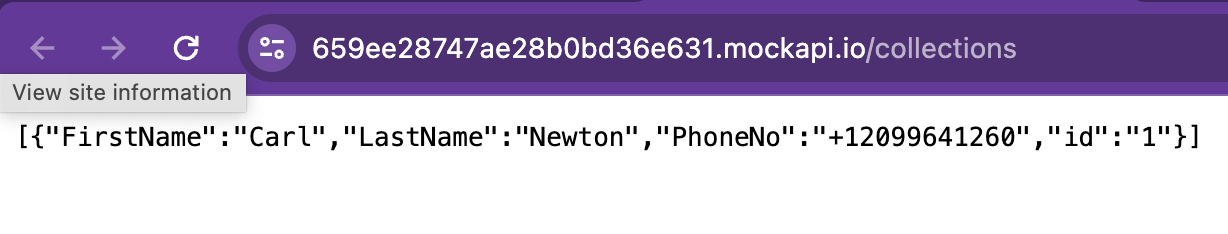 659ee28747ae28b0bd36e631.mockapi.io/collections
View site information
[{"FirstName":"Carl","LastName":"Newton","PhoneNo":"+12099641260","id":"1"}]